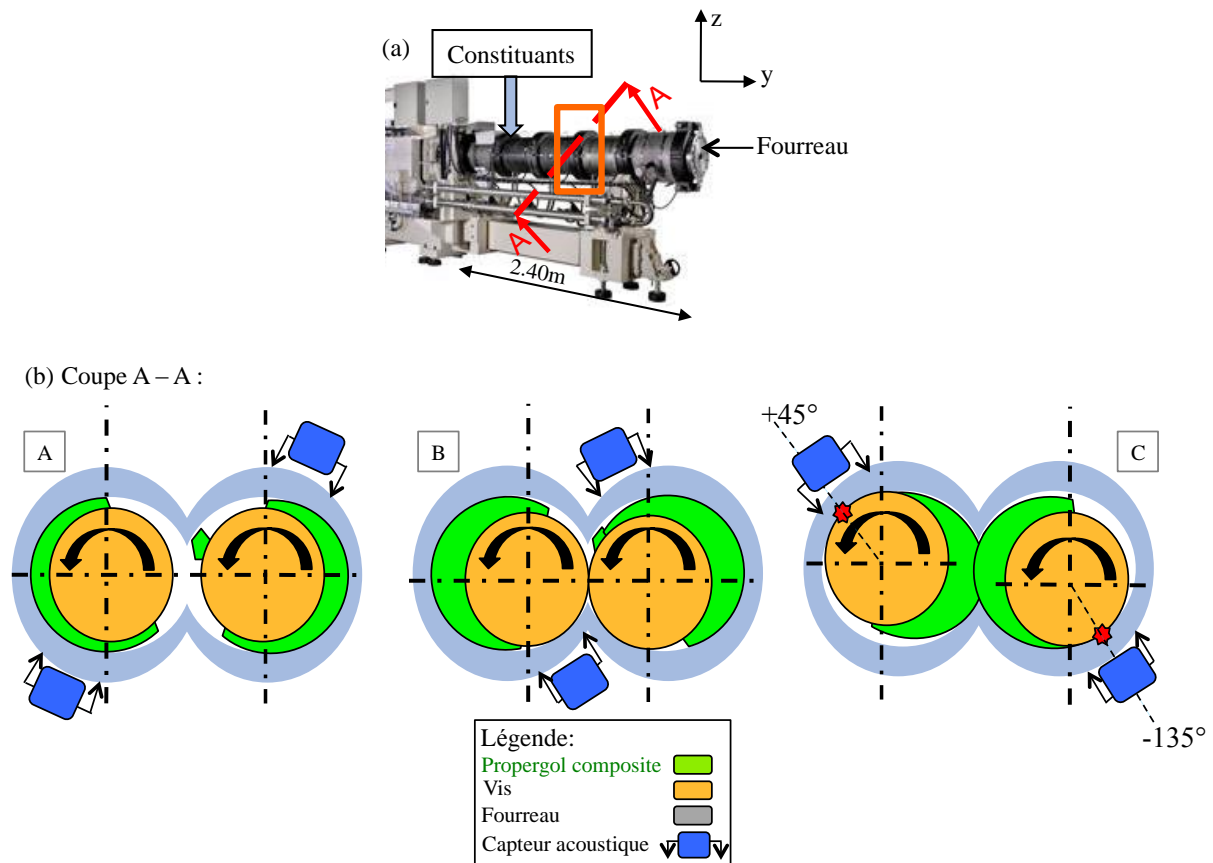 (a)
Constituants
z
y
A
Fourreau
A
2.40m
(b) Coupe A – A :
A
B
+45°
C
-135°
Légende:
Propergol composite
Vis
Fourreau
Capteur acoustique